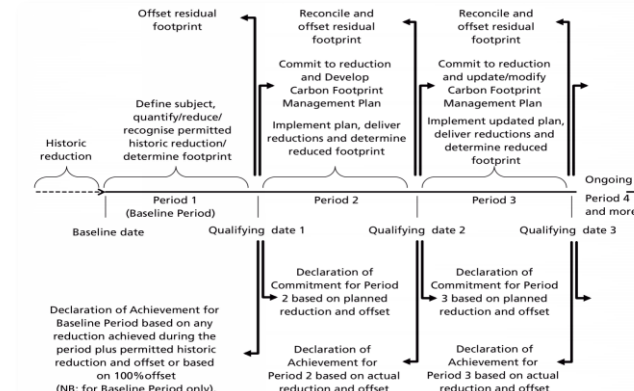 Offset residual
footprint
Reconcile and
offset residual
footprint
Reconcile and
offset residual
footprint
Commit to reduction
and Develop
Carbon Footprint
Management Plan
Commit to reduction
and update/modify
Carbon Footprint
Management Plan
Define subject,
quantify/reduce/
recognise permitted
historic reduction/
determine footprint
Implement plan, deliver
reductions and determine
reduced footprint
Implement updated plan,
deliver reductions and
determine reduced
footprint
Historic
reduction
Ongoing
Period 1
(Baseline Period)
Period 2
Period 3
Period 4
and more
Baseline date
Qualifying date 1
Qualifying date 2
Qualifying date 3
Declaration of
Commitment for Period
2 based on planned
reduction and offset
Declaration of
Commitment for Period
3 based on planned
reduction and offset
Declaration of Achievement for
Baseline Period based on any
reduction achieved during the
period plus permitted historic
reduction and offset or based
on 100%offset
(NB: for Baseline Period only).
Declaration of
Achievement for
Period 2 based on actual
reduction and offset
Declaration of
Achievement for
Period 3 based on actual
reduction and offset